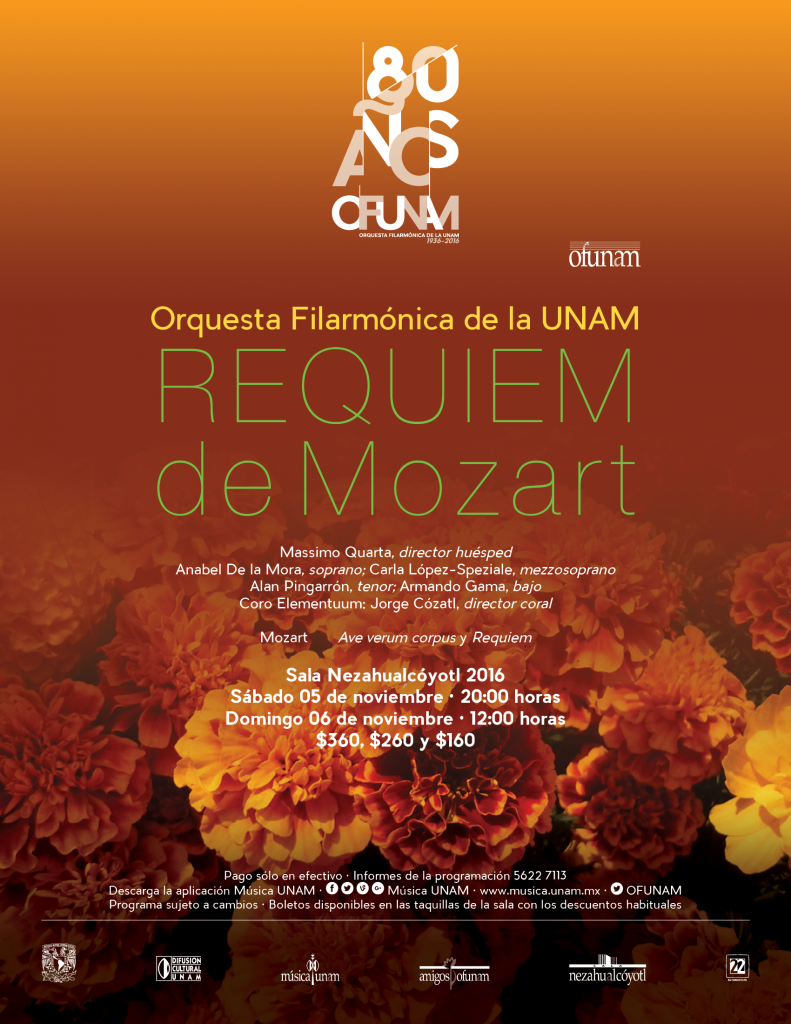 80
AÑOS
OFUNAM
ORQUESTA FILARMÓNICA DE LA UNAM
1936-2016
ofunam
Orquesta Filarmónica de la UNAM
REQUIEM
de Mozart
Massimo Quarta, director huésped
Anabel De la Mora, soprano; Carla López-Speziale, mezzosoprano
Alan Pingarrón, tenor; Armando Gama, bajo
Coro Elementuum; Jorge Cózatl, director coral
Mozart Ave verum corpus y Requiem
Sala Nezahualcóyotl 2016
Sábado 05 de noviembre · 20:00 horas
Domingo 06 de noviembre · 12:00 horas
$360, $260 y $160
Pago sólo en efectivo · Informes de la programación 5622 7113
Descarga la aplicación Música UNAM · Música UNAM · www.musica.unam.mx · OFUNAM
Programa sujeto a cambios · Boletos disponibles en las taquillas de la sala con los descuentos habituales
DIFUSIÓN
CULTURAL
UNAM
música unam
amigos ofunam
nezahualcóyotl
22